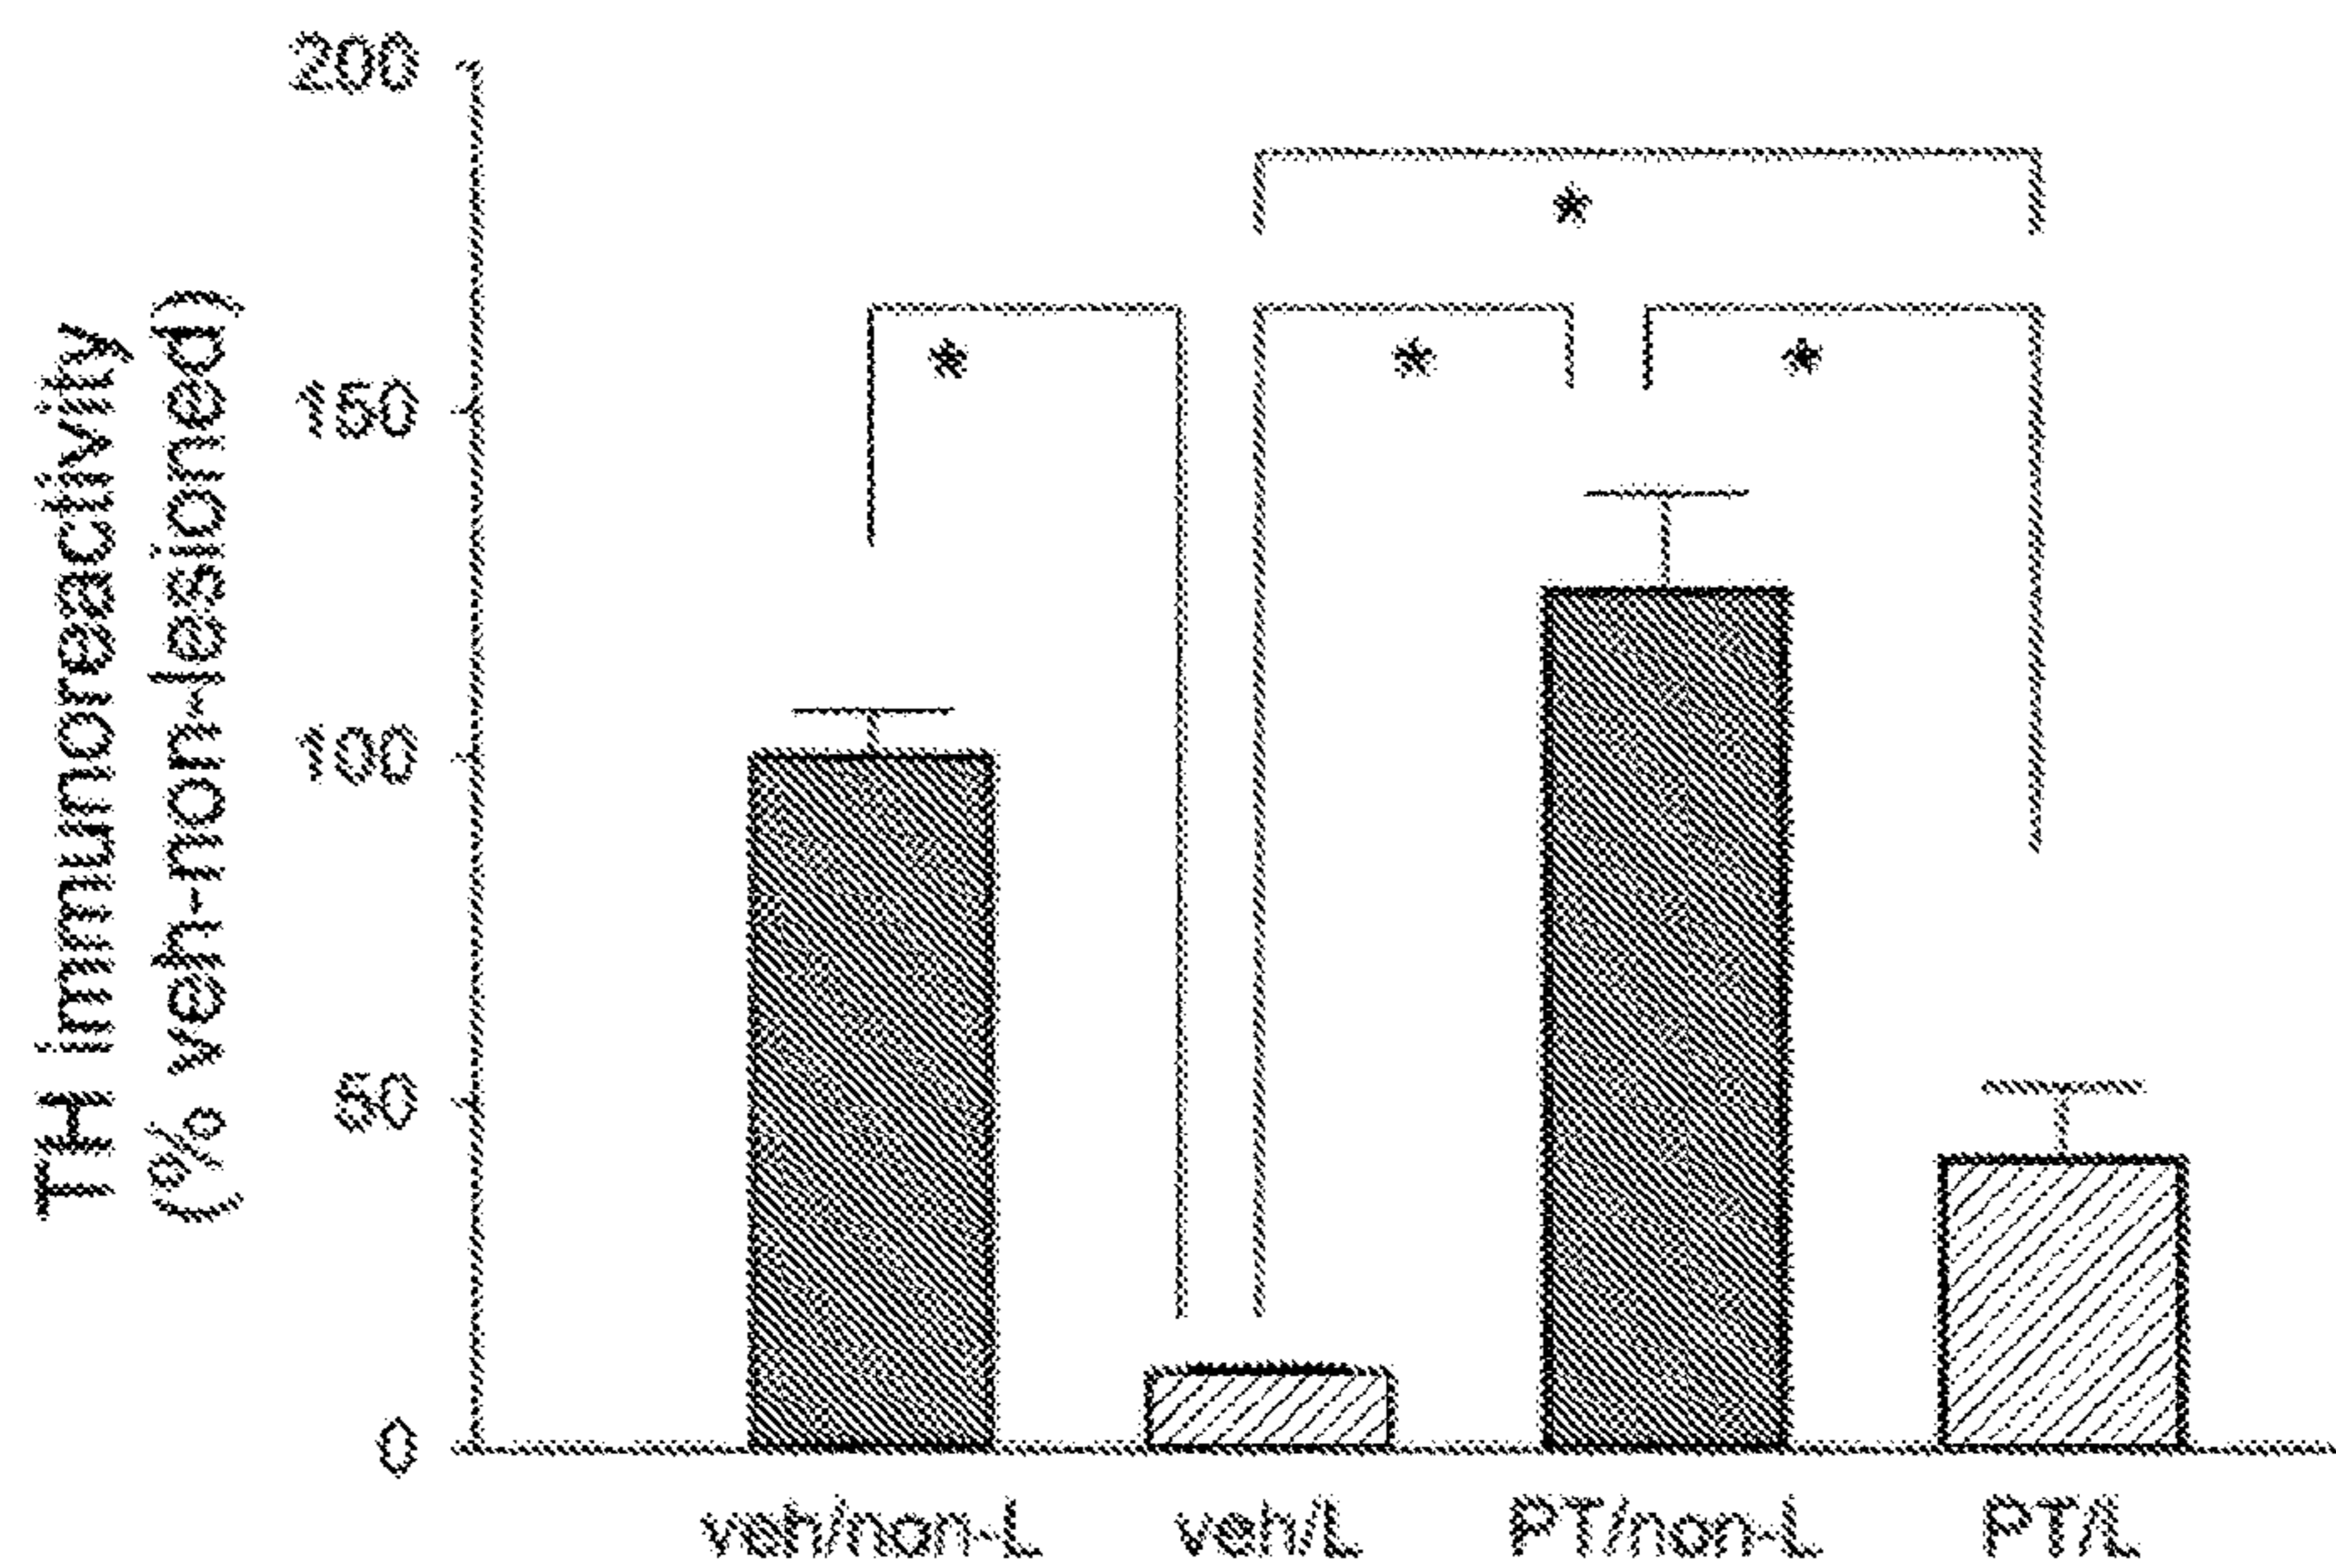 TH immunoreactivity
(% veh-non-lesioned)
200
150
100
50
0
*
* * *
veh/non-L veh/L PT/non-L PT/L